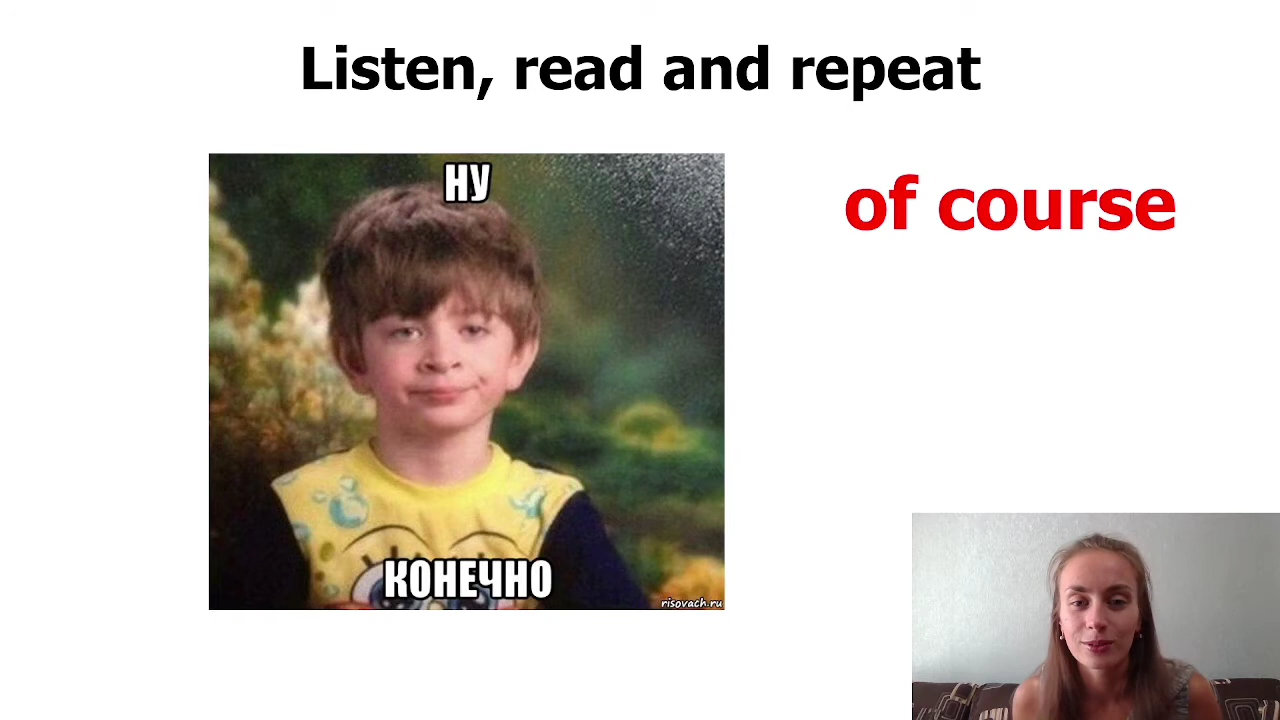 Listen, read and repeat
НУ
of course
КОНЕЧНО
risovach.ru